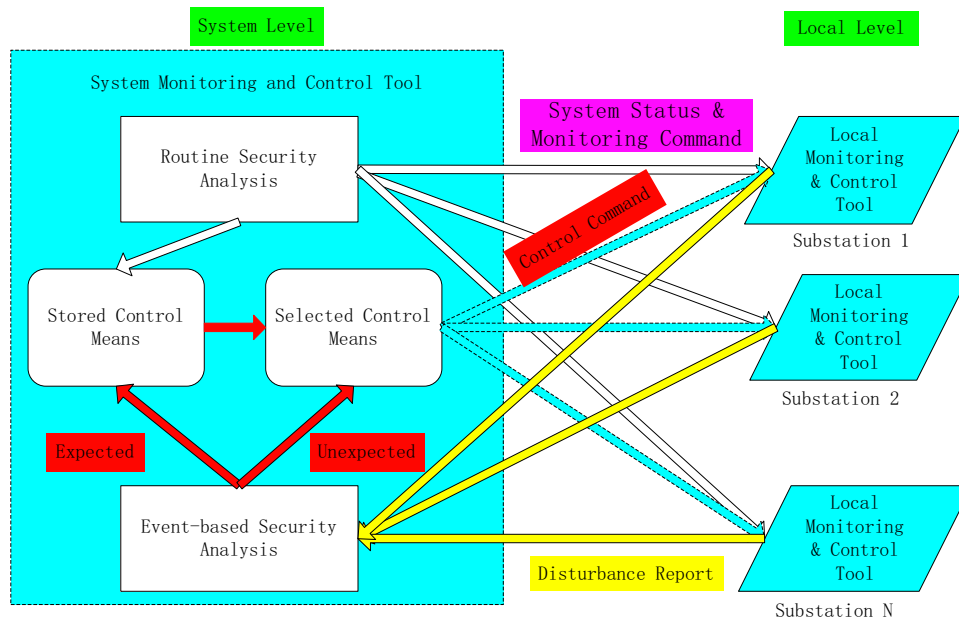 System Level
Local Level
System Monitoring and Control Tool
System Status &
Monitoring Command
Routine Security
Analysis
Local
Monitoring
& Control
Tool
Substation 1
Control Command
Stored Control
Means
Selected Control
Means
Local
Monitoring
& Control
Tool
Substation 2
Expected
Unexpected
Event-based Security
Analysis
Local
Monitoring
& Control
Tool
Disturbance Report
Substation N